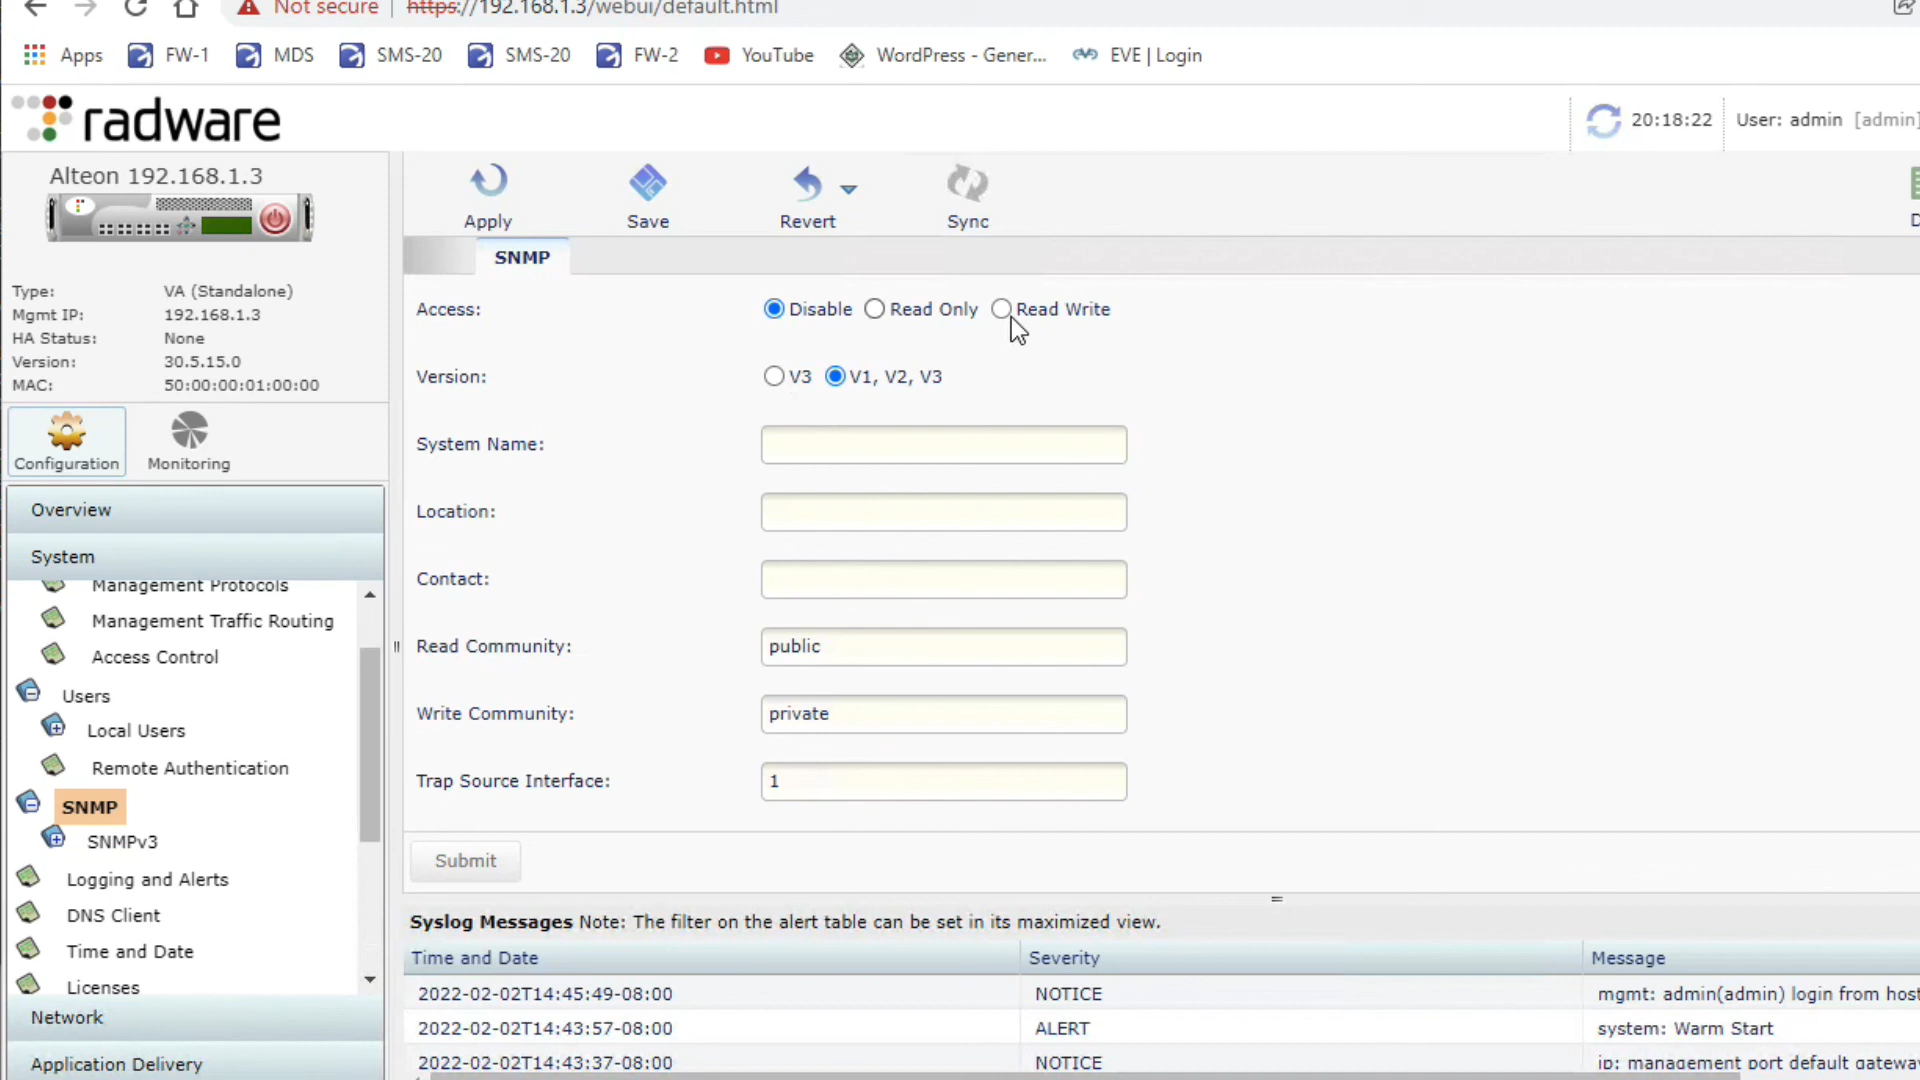 Not secure https://192.168.1.3/webui/default.html
Apps FW-1 MDS SMS-20 SMS-20 FW-2 YouTube WordPress - Gener... EVE | Login
radware
20:18:22 User: admin [admin]
Alteon 192.168.1.3
Apply Save Revert Sync
SNMP
Type: VA (Standalone)
Mgmt IP: 192.168.1.3
HA Status: None
Version: 30.5.15.0
MAC: 50:00:00:01:00:00
Configuration Monitoring
Overview
System
Management Protocols
Management Traffic Routing
Access Control
Users
Local Users
Remote Authentication
SNMP
SNMPv3
Logging and Alerts
DNS Client
Time and Date
Licenses
Network
Application Delivery
Access: Disable Read Only Read Write
Version: V3 V1, V2, V3
System Name:
Location:
Contact:
Read Community: public
Write Community: private
Trap Source Interface: 1
Submit
Syslog Messages Note: The filter on the alert table can be set in its maximized view.
Time and Date Severity Message
2022-02-02T14:45:49-08:00 NOTICE mgmt: admin(admin) login from host
2022-02-02T14:43:57-08:00 ALERT system: Warm Start
2022-02-02T14:43:37-08:00 NOTICE ip: management port default gateway